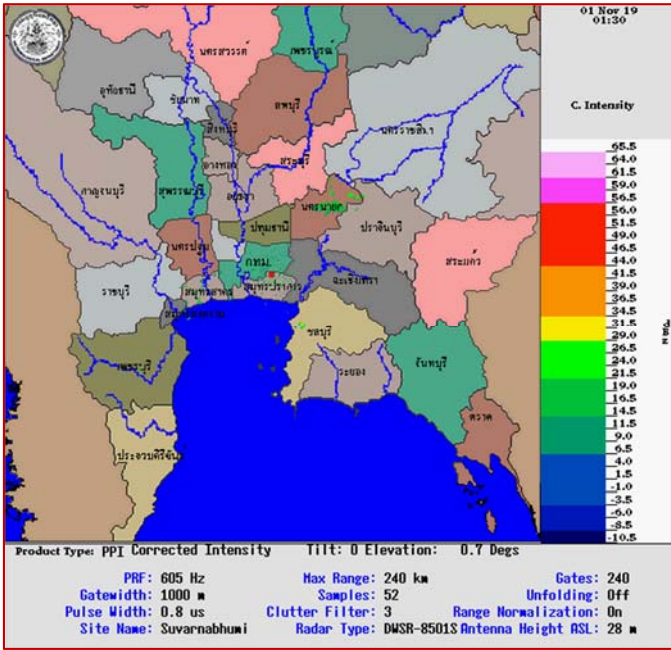 01 Nov 19
01:30
C. Intensity
นครสวรรค์
เพชรบูรณ์
อุทัยธานี
ชัยนาท
ลพบุรี
สิงห์บุรี
นครราชสีมา
อ่างทอง
สระบุรี
กาญจนบุรี
สุพรรณบุรี
อยุธยา
นครนายก
ปราจีนบุรี
ปทุมธานี
นครปฐม
กทม.
สระแก้ว
ฉะเชิงเทรา
ราชบุรี
สมุทรสาคร
สมุทรปราการ
ชลบุรี
เพชรบุรี
ระยอง
จันทบุรี
ตราด
ประจวบคีรีขันธ์
65.5
64.0
61.5
59.0
56.5
56.0
51.5
49.0
46.5
44.0
41.5
39.0
36.5
34.0
31.5
29.0
26.5
24.0
21.5
19.0
16.5
14.5
11.5
9.0
6.0
4.0
1.5
-1.0
-3.5
-6.0
-8.5
-10.5
Product Type: PPI Corrected Intensity Tilt: 0 Elevation: 0.7 Degs
PRF: 605 Hz Max Range: 240 km Gates: 240
Gatewidth: 1000 m Samples: 52 Unfolding: Off
Pulse Width: 0.8 us Clutter Filter: 3 Range Normalization: On
Site Name: Suvarnabhumi Radar Type: DWSR-8501S Antenna Height ASL: 28 m